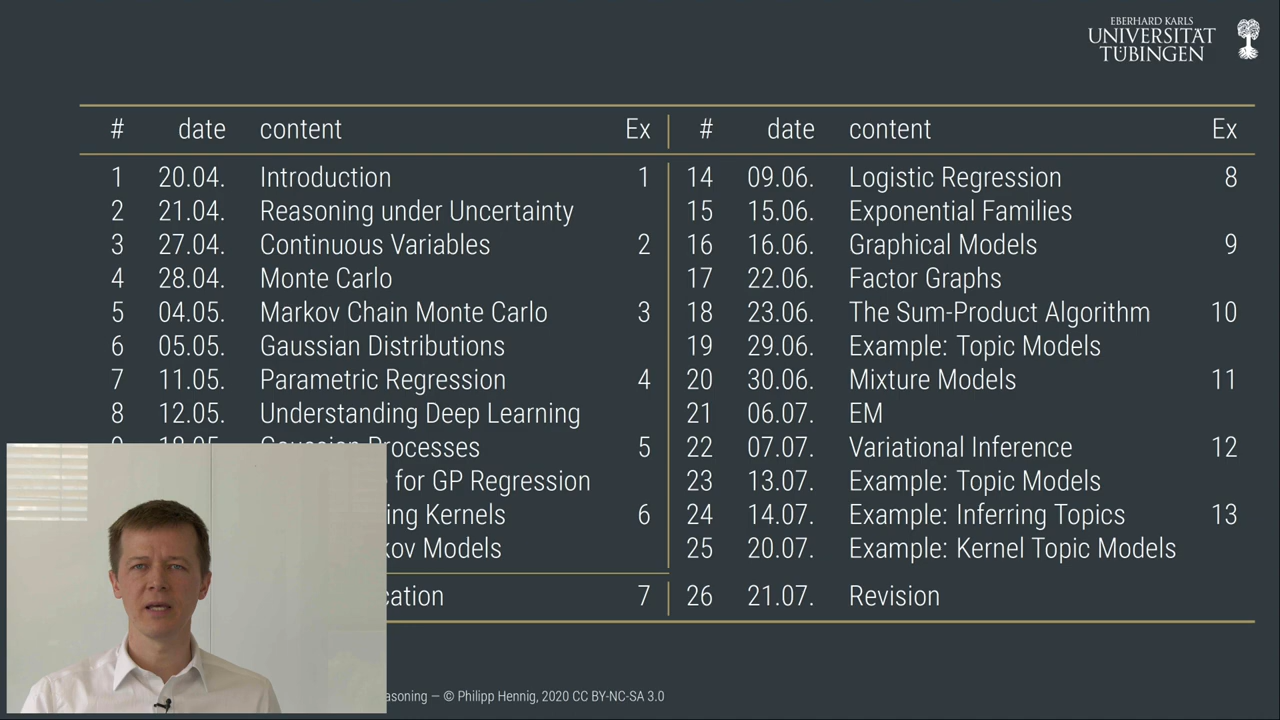 EBERHARD KARLS
UNIVERSITÄT
TÜBINGEN
# date content Ex
1 20.04. Introduction 1
2 21.04. Reasoning under Uncertainty
3 27.04. Continuous Variables 2
4 28.04. Monte Carlo
5 04.05. Markov Chain Monte Carlo 3
6 05.05. Gaussian Distributions
7 11.05. Parametric Regression 4
8 12.05. Understanding Deep Learning
Processes 5
for GP Regression
Kernels 6
Models
7
# date content Ex
14 09.06. Logistic Regression 8
15 15.06. Exponential Families
16 16.06. Graphical Models 9
17 22.06. Factor Graphs
18 23.06. The Sum-Product Algorithm 10
19 29.06. Example: Topic Models
20 30.06. Mixture Models 11
21 06.07. EM
22 07.07. Variational Inference 12
23 13.07. Example: Topic Models
24 14.07. Example: Inferring Topics 13
25 20.07. Example: Kernel Topic Models
26 21.07. Revision
— © Philipp Hennig, 2020 CC BY-NC-SA 3.0